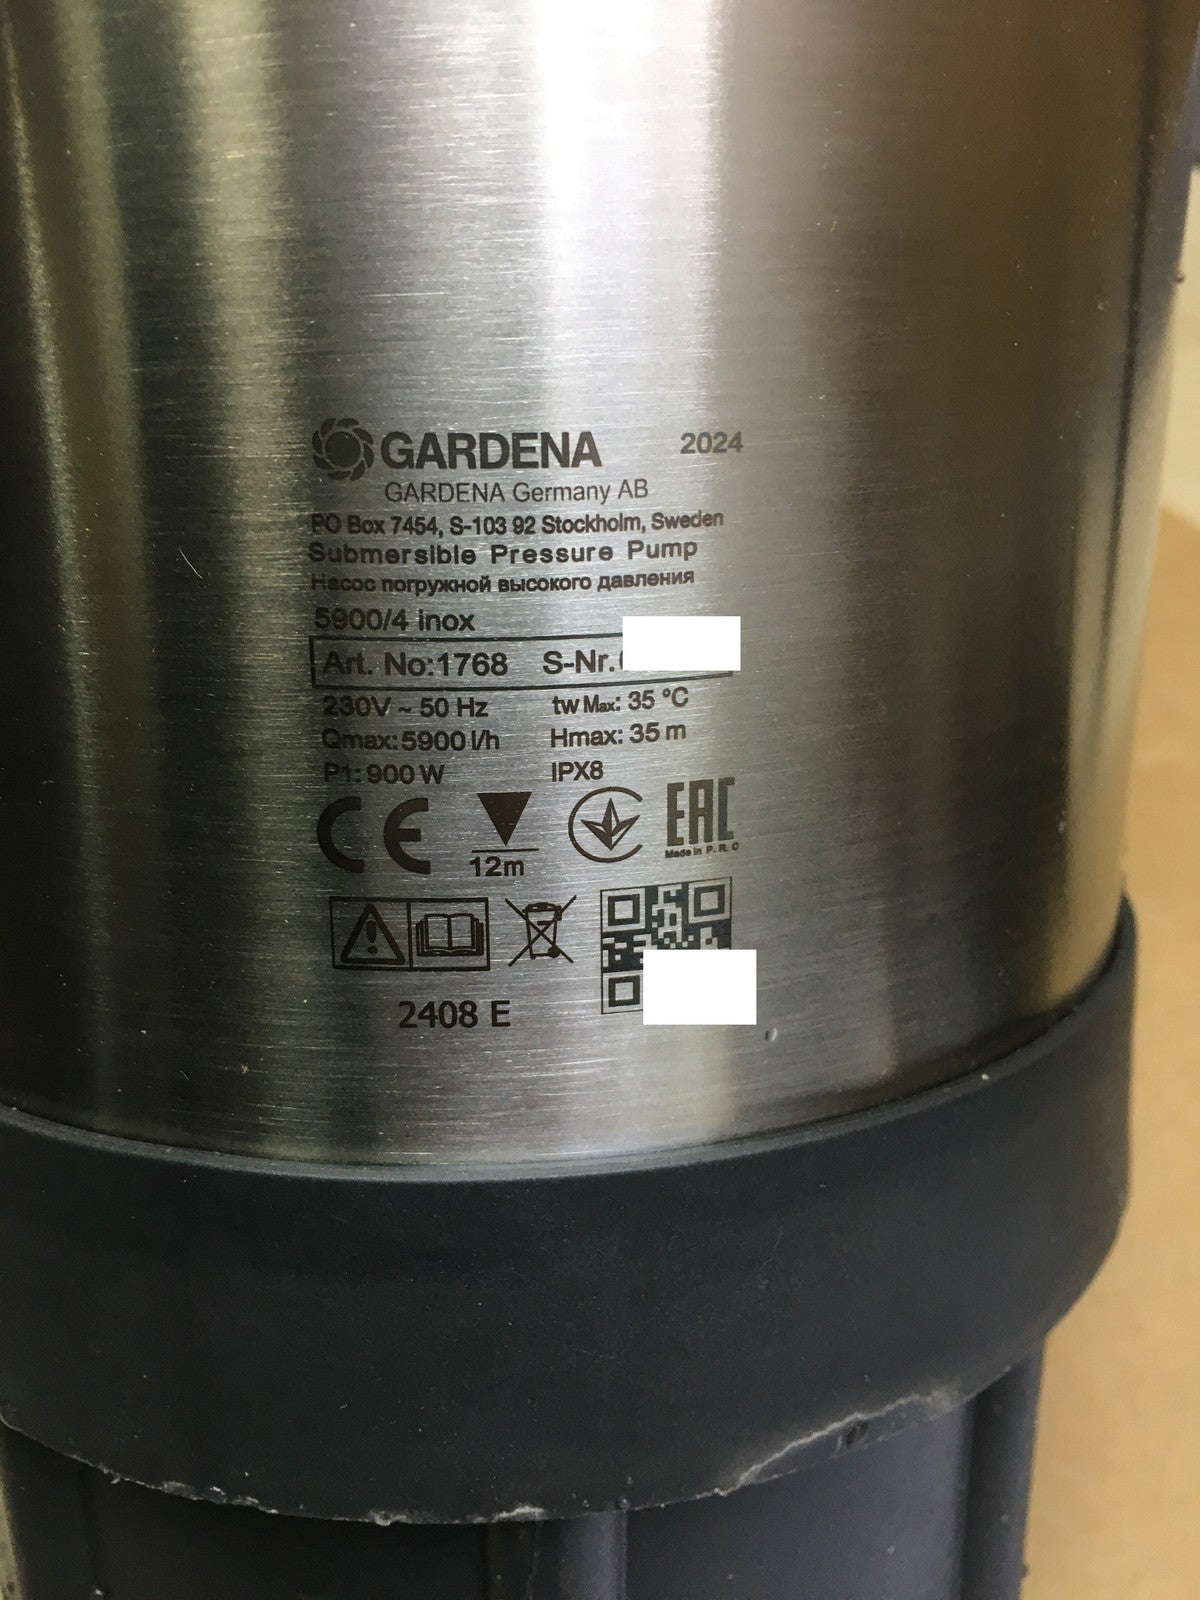 GARDENA 2024
GARDENA Germany AB
PO Box 7454, S-103 92 Stockholm, Sweden
Submersible Pressure Pump
Насос погружной высокого давления
5900/4 inox
Art. No:1768 S-Nr.
230V ~ 50 Hz tw Max: 35 °C
Qmax: 5900 l/h Hmax: 35 m
P1: 900 W IPX8
CE 12m EAC
Made in P. R. C
2408 E